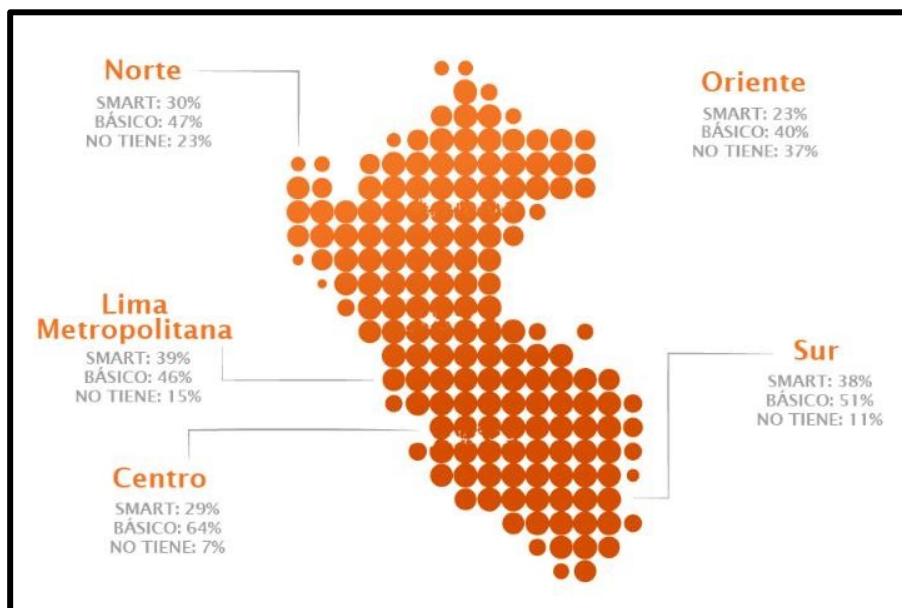 Norte
SMART: 30%
BÁSICO: 47%
NO TIENE: 23%
Oriente
SMART: 23%
BÁSICO: 40%
NO TIENE: 37%
Lima
Metropolitana
SMART: 39%
BÁSICO: 46%
NO TIENE: 15%
Sur
SMART: 38%
BÁSICO: 51%
NO TIENE: 11%
Centro
SMART: 29%
BÁSICO: 64%
NO TIENE: 7%